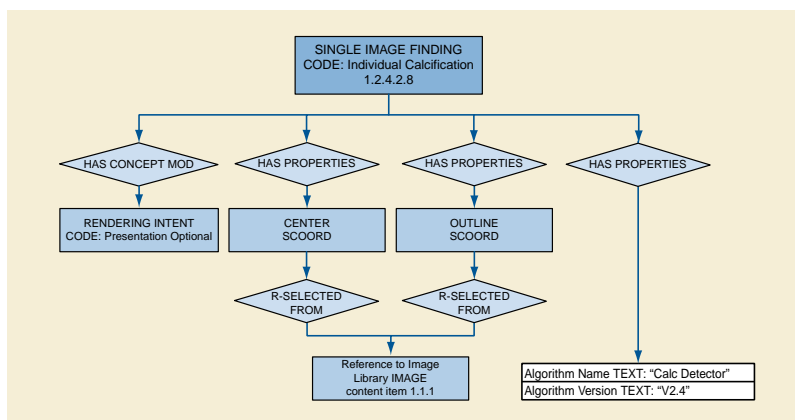 SINGLE IMAGE FINDING
CODE: Individual Calcification
1.2.4.2.8
HAS CONCEPT MOD
HAS PROPERTIES
HAS PROPERTIES
HAS PROPERTIES
RENDERING INTENT
CODE: Presentation Optional
CENTER
SCOORD
OUTLINE
SCOORD
R-SELECTED
FROM
R-SELECTED
FROM
Reference to Image
Library IMAGE
content item 1.1.1
Algorithm Name TEXT: “Calc Detector”
Algorithm Version TEXT: “V2.4”